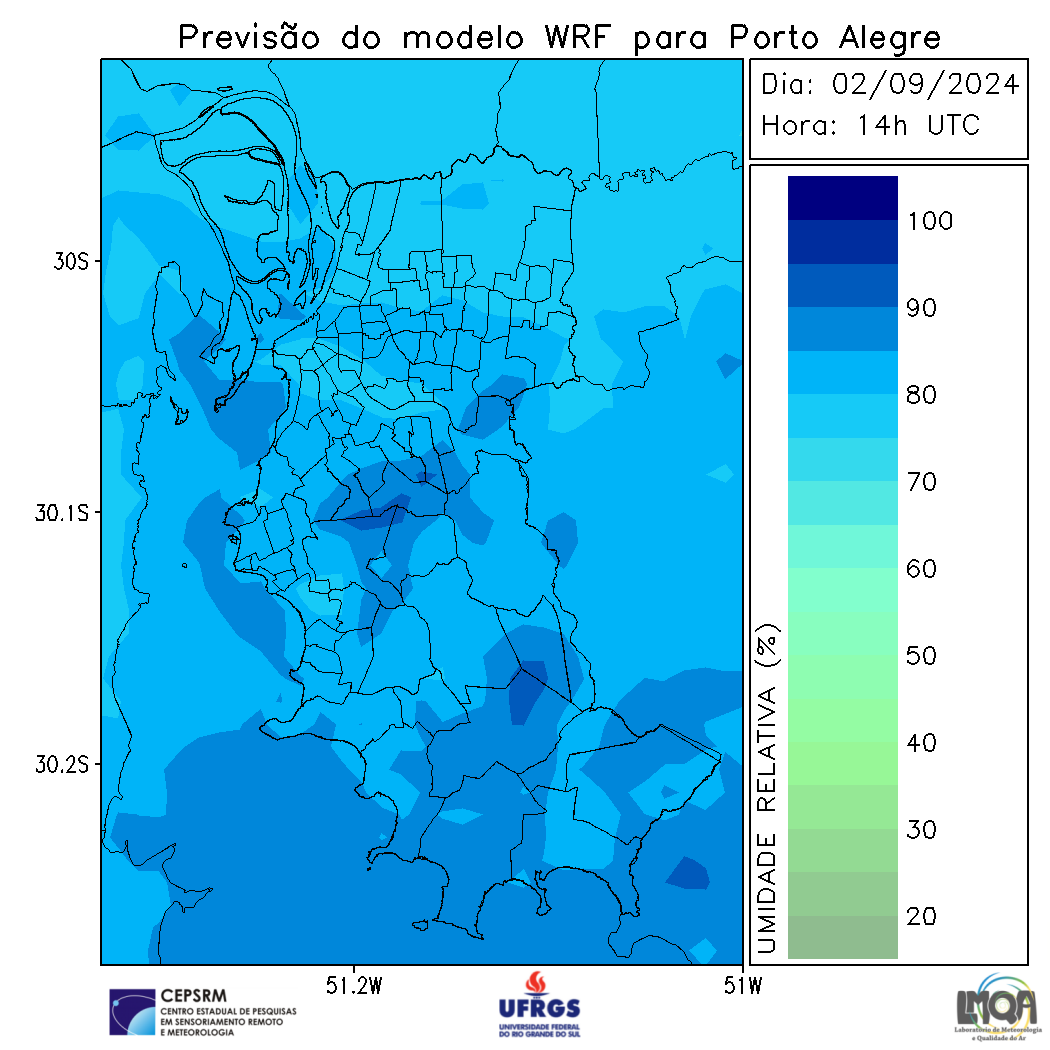 Previsão do modelo WRF para Porto Alegre
Dia: 02/09/2024
Hora: 14h UTC
100
90
80
70
60
50
40
30
20
UMIDADE RELATIVA (%)
30S
30.1S
30.2S
51.2W
51W
CEPSRM
CENTRO ESTADUAL DE PESQUISAS
EM SENSORIAMENTO REMOTO
E METEOROLOGIA
UFRGS
UNIVERSIDADE FEDERAL
DO RIO GRANDE DO SUL
LMQA
Laboratório de Meteorologia
e Qualidade do Ar